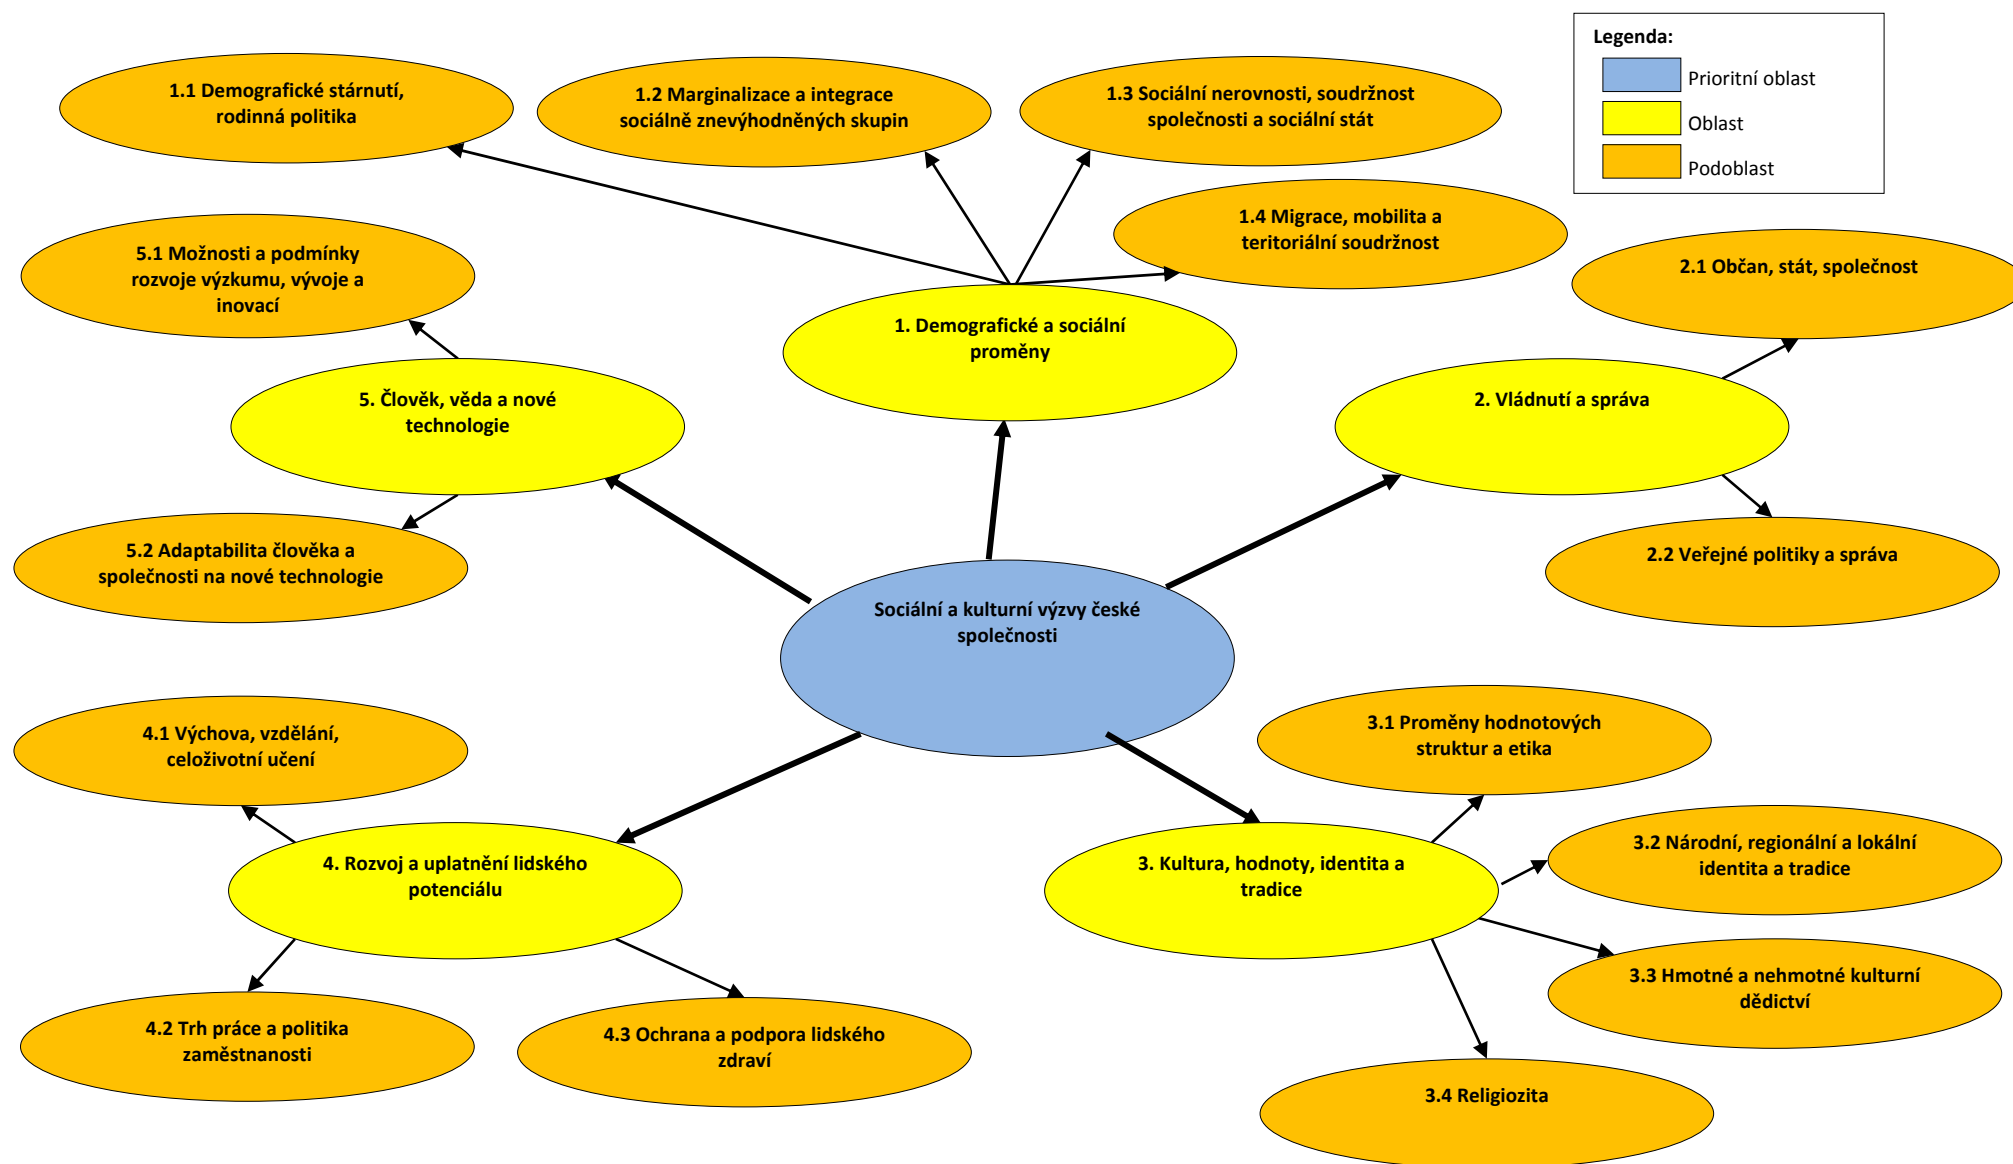 Legenda:
Prioritní oblast
Oblast
Podoblast
1.1 Demografické stárnutí,
rodinná politika
1.2 Marginalizace a integrace
sociálně znevýhodněných skupin
1.3 Sociální nerovnosti, soudržnost
společnosti a sociální stát
1.4 Migrace, mobilita a
teritoriální soudržnost
5.1 Možnosti a podmínky
rozvoje výzkumu, vývoje a
inovací
2.1 Občan, stát, společnost
1. Demografické a sociální
proměny
5. Člověk, věda a nové
technologie
2. Vládnutí a správa
5.2 Adaptabilita člověka a
společnosti na nové technologie
2.2 Veřejné politiky a správa
Sociální a kulturní výzvy české
společnosti
4.1 Výchova, vzdělání,
celoživotní učení
3.1 Proměny hodnotových
struktur a etika
3.2 Národní, regionální a lokální
identita a tradice
4. Rozvoj a uplatnění lidského
potenciálu
3. Kultura, hodnoty, identita a
tradice
3.3 Hmotné a nehmotné kulturní
dědictví
4.2 Trh práce a politika
zaměstnanosti
4.3 Ochrana a podpora lidského
zdraví
3.4 Religiozita